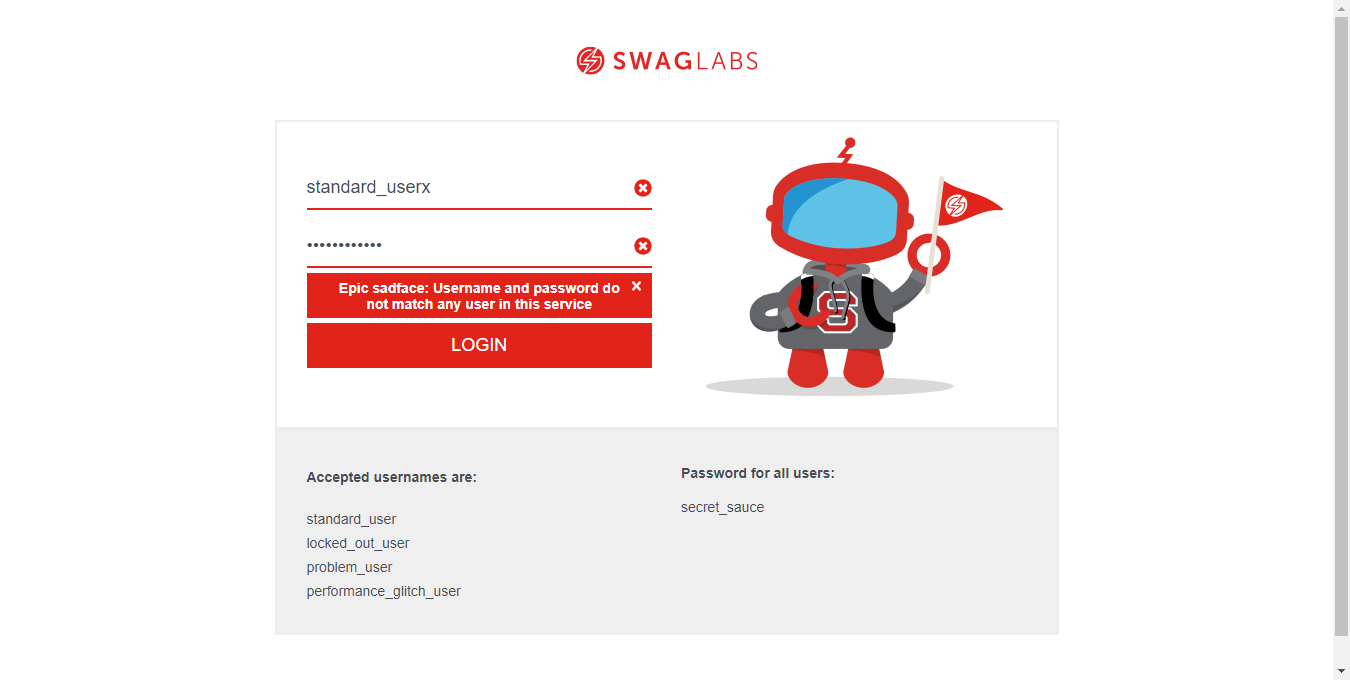 SWAGLABS
standard_userx
••••••••••••
Epic sadface: Username and password do
not match any user in this service
LOGIN
Accepted usernames are:
standard_user
locked_out_user
problem_user
performance_glitch_user
Password for all users:
secret_sauce